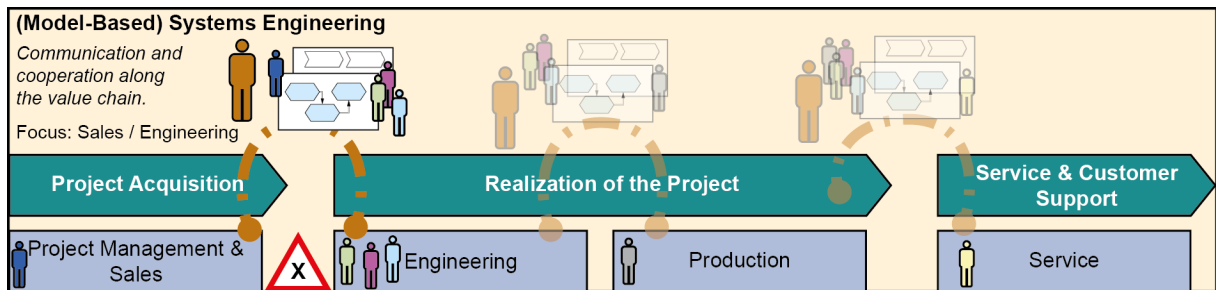 (Model-Based) Systems Engineering
Communication and
cooperation along
the value chain.
Focus: Sales / Engineering
Project Acquisition
Realization of the Project
Service & Customer
Support
Project Management &
Sales
X
Engineering
Production
Service